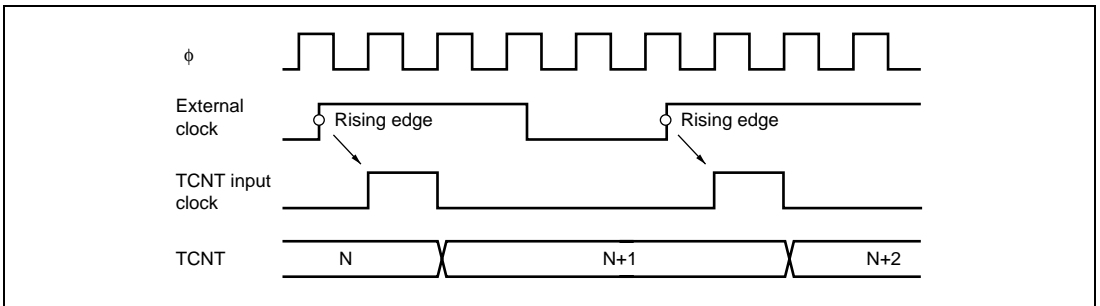 ϕ
External
clock
Rising edge
Rising edge
TCNT input
clock
TCNT
N
N+1
N+2